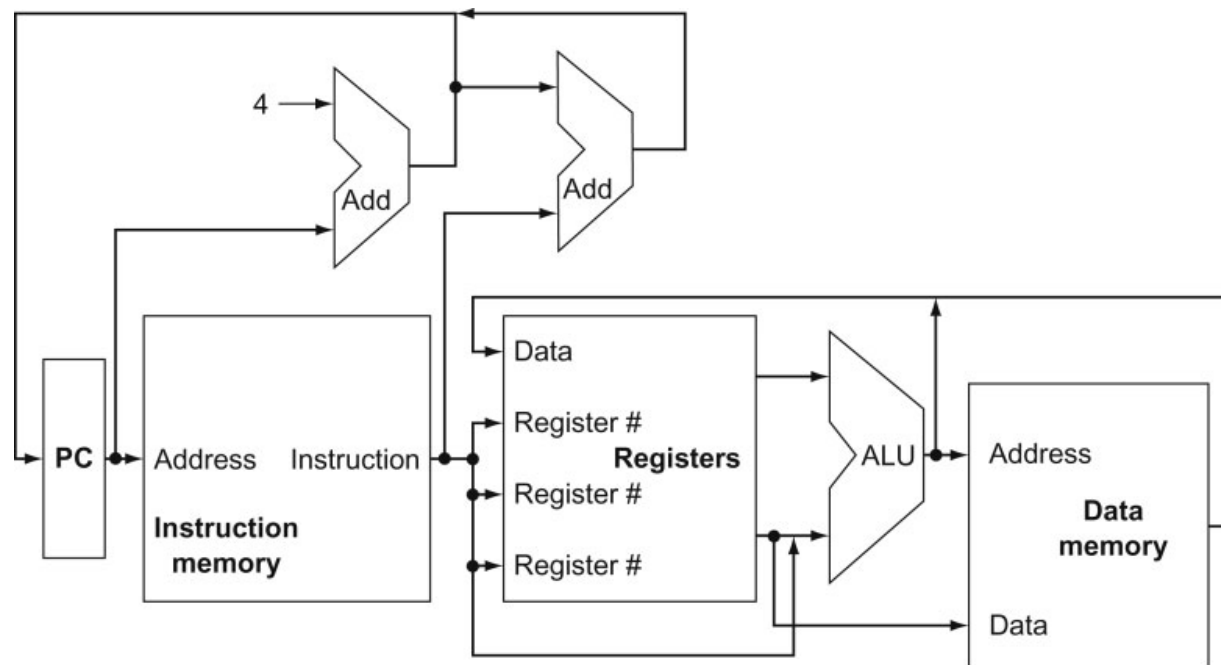 4
Add
Add
Data
Register #
Registers
Register #
Register #
PC
Address
Instruction
Instruction
memory
ALU
Address
Data
memory
Data